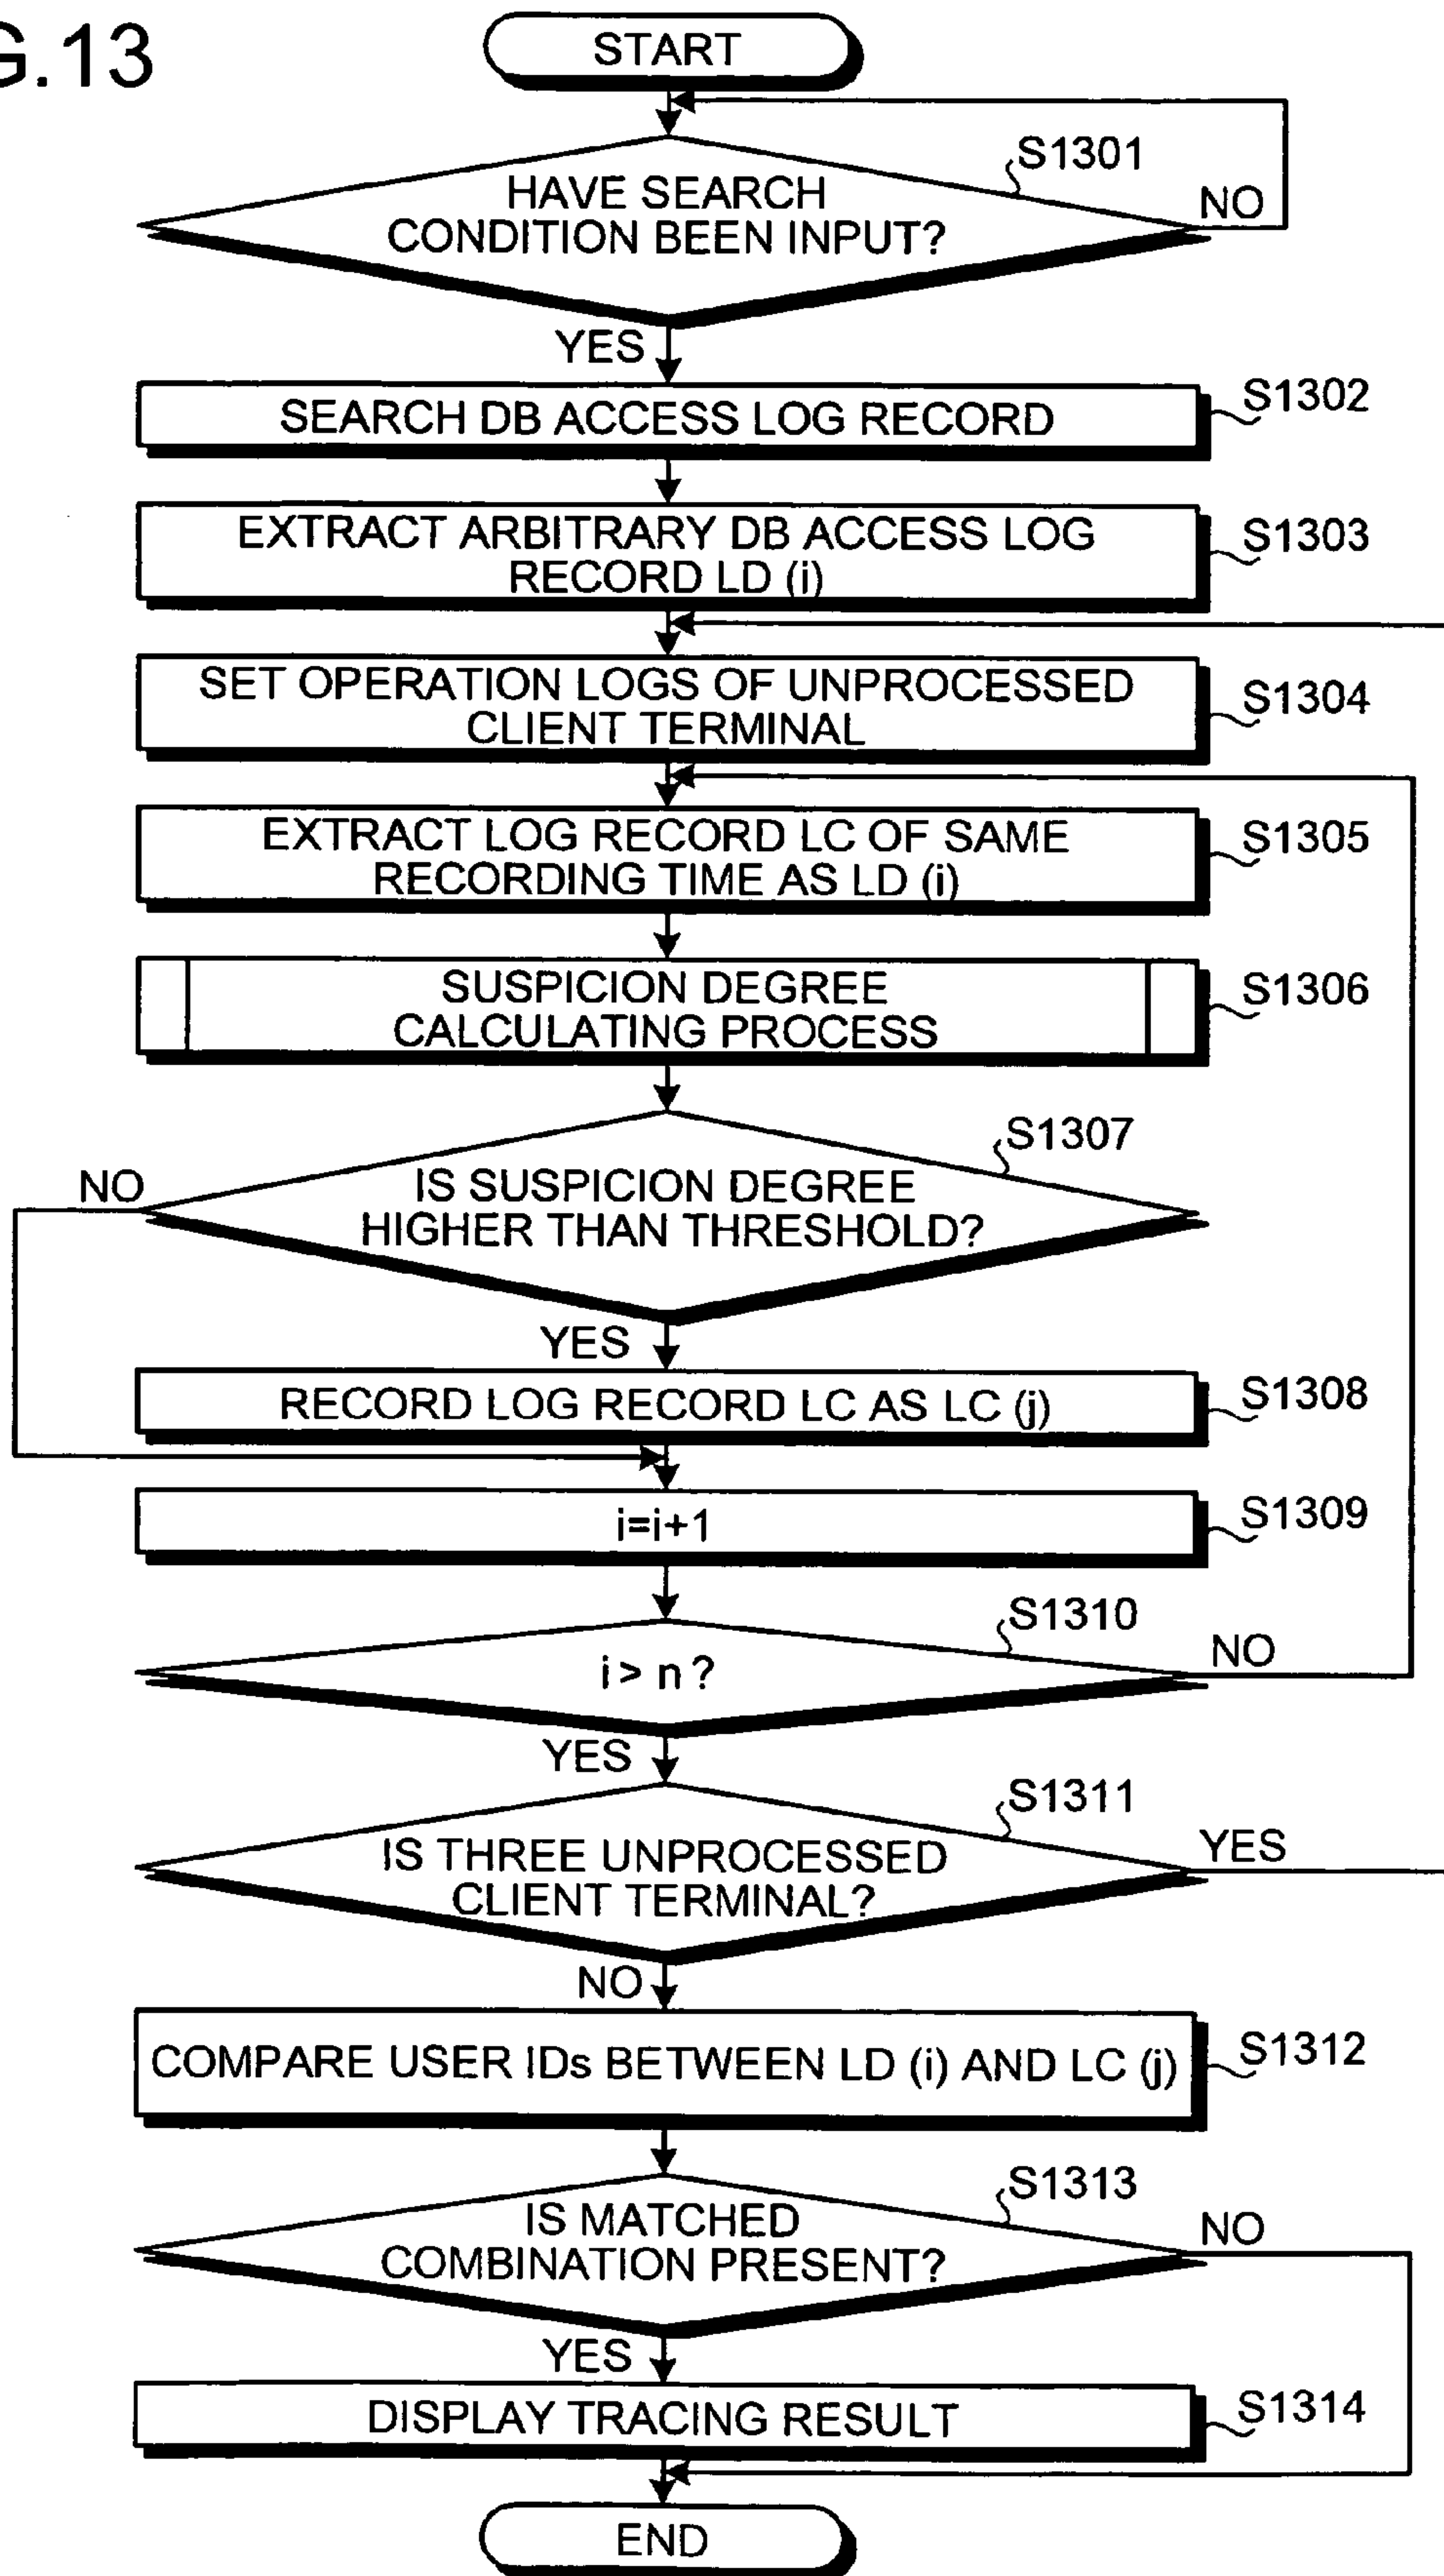 G.13
START
S1301
HAVE SEARCH
CONDITION BEEN INPUT?
NO
YES
SEARCH DB ACCESS LOG RECORD
S1302
EXTRACT ARBITRARY DB ACCESS LOG
RECORD LD (i)
S1303
SET OPERATION LOGS OF UNPROCESSED
CLIENT TERMINAL
S1304
EXTRACT LOG RECORD LC OF SAME
RECORDING TIME AS LD (i)
S1305
SUSPICION DEGREE
CALCULATING PROCESS
S1306
S1307
NO
IS SUSPICION DEGREE
HIGHER THAN THRESHOLD?
YES
RECORD LOG RECORD LC AS LC (j)
S1308
i=i+1
S1309
S1310
i > n ?
NO
YES
S1311
IS THREE UNPROCESSED
CLIENT TERMINAL?
YES
NO
COMPARE USER IDs BETWEEN LD (i) AND LC (j)
S1312
S1313
IS MATCHED
COMBINATION PRESENT?
NO
YES
DISPLAY TRACING RESULT
S1314
END